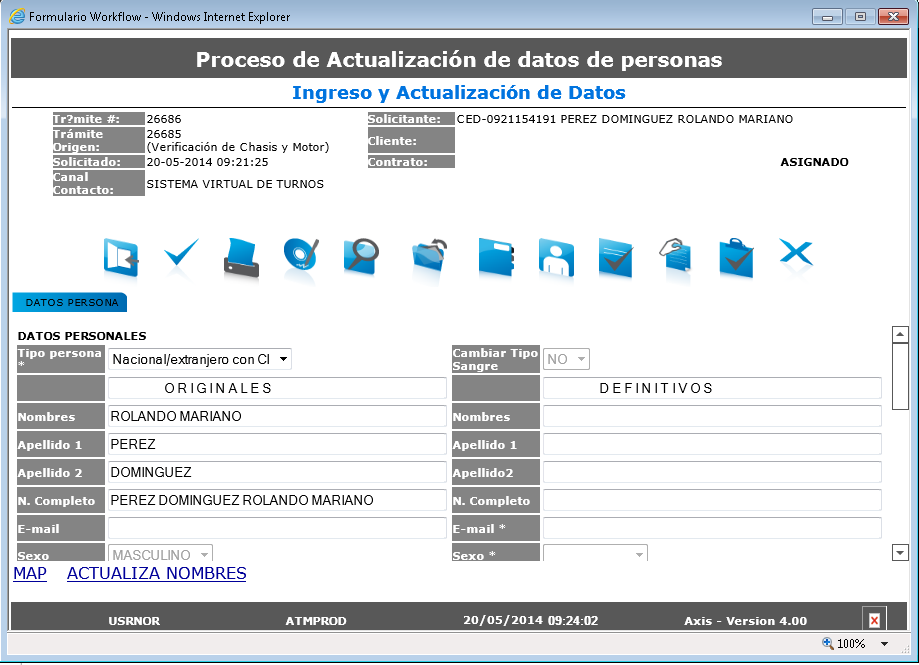 Formulario Workflow - Windows Internet Explorer
Proceso de Actualización de datos de personas
Ingreso y Actualización de Datos
Tr?mite #: 26686 Solicitante: CED-0921154191 PEREZ DOMINGUEZ ROLANDO MARIANO
Trámite Origen: 26685
(Verificación de Chasis y Motor) Cliente:
Solicitado: 20-05-2014 09:21:25 Contrato: ASIGNADO
Canal Contacto: SISTEMA VIRTUAL DE TURNOS
DATOS PERSONA
DATOS PERSONALES
Tipo persona * Nacional/extranjero con CI Cambiar Tipo Sangre NO
ORIGINALES DEFINITIVOS
Nombres ROLANDO MARIANO Nombres
Apellido 1 PEREZ Apellido 1
Apellido 2 DOMINGUEZ Apellido2
N. Completo PEREZ DOMINGUEZ ROLANDO MARIANO N. Completo
E-mail E-mail *
Sexo MASCULINO Sexo *
MAP ACTUALIZA NOMBRES
USRNOR ATMPROD 20/05/2014 09:24:02 Axis - Version 4.00
100%